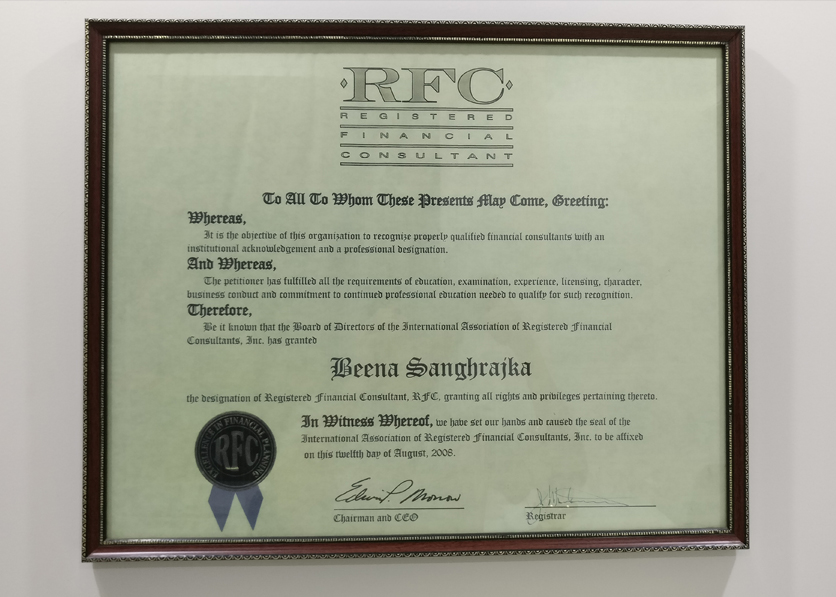 RFC
REGISTERED
FINANCIAL
CONSULTANT
To All To Whom These Presents May Come, Greeting:
Whereas,
It is the objective of this organization to recognize properly qualified financial consultants with an
institutional acknowledgement and a professional designation.
And Whereas,
The petitioner has fulfilled all the requirements of education, examination, experience, licensing, character,
business conduct and commitment to continued professional education needed to qualify for such recognition.
Therefore,
Be it known that the Board of Directors of the International Association of Registered Financial
Consultants, Inc. has granted
Beena Sanghrajka
the designation of Registered Financial Consultant, RFC, granting all rights and privileges pertaining thereto.
In Witness Whereof, we have set our hands and caused the seal of the
International Association of Registered Financial Consultants, Inc. to be affixed
on this twelfth day of August, 2008.
EXCELLENCE IN FINANCIAL PLANNING
RFC
Edwin P. Morrow
Chairman and CEO
Registrar